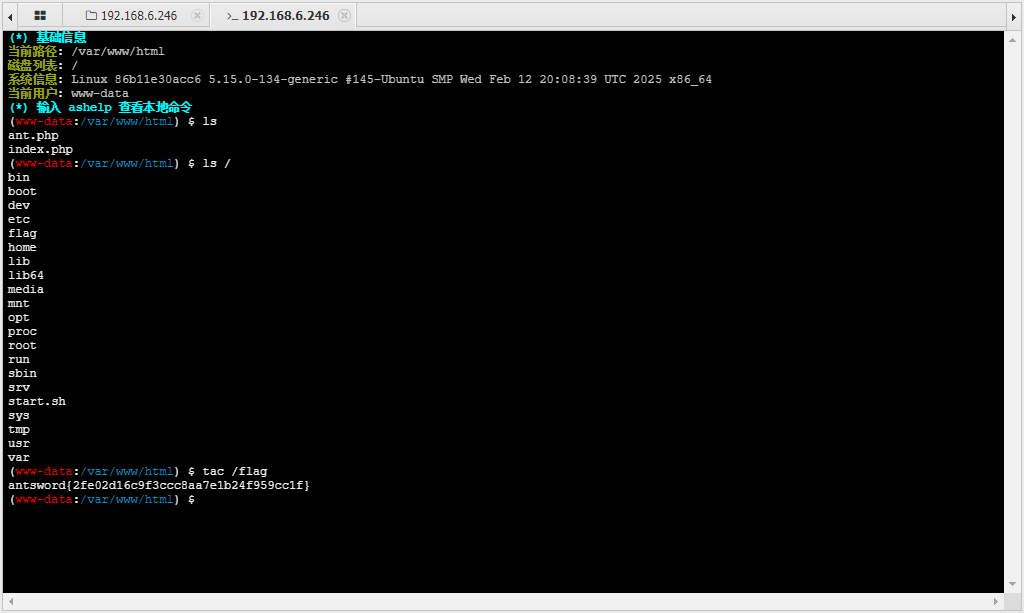 192.168.6.246
>_ 192.168.6.246
(*) 基础信息
当前路径: /var/www/html
磁盘列表: /
系统信息: Linux 86b11e30acc6 5.15.0-134-generic #145-Ubuntu SMP Wed Feb 12 20:08:39 UTC 2025 x86_64
当前用户: www-data
(*) 输入 ashelp 查看本地命令
(www-data:/var/www/html) $ ls
ant.php
index.php
(www-data:/var/www/html) $ ls /
bin
boot
dev
etc
flag
home
lib
lib64
media
mnt
opt
proc
root
run
sbin
srv
start.sh
sys
tmp
usr
var
(www-data:/var/www/html) $ tac /flag
antsword{2fe02d16c9f3ccc8aa7e1b24f959cc1f}
(www-data:/var/www/html) $